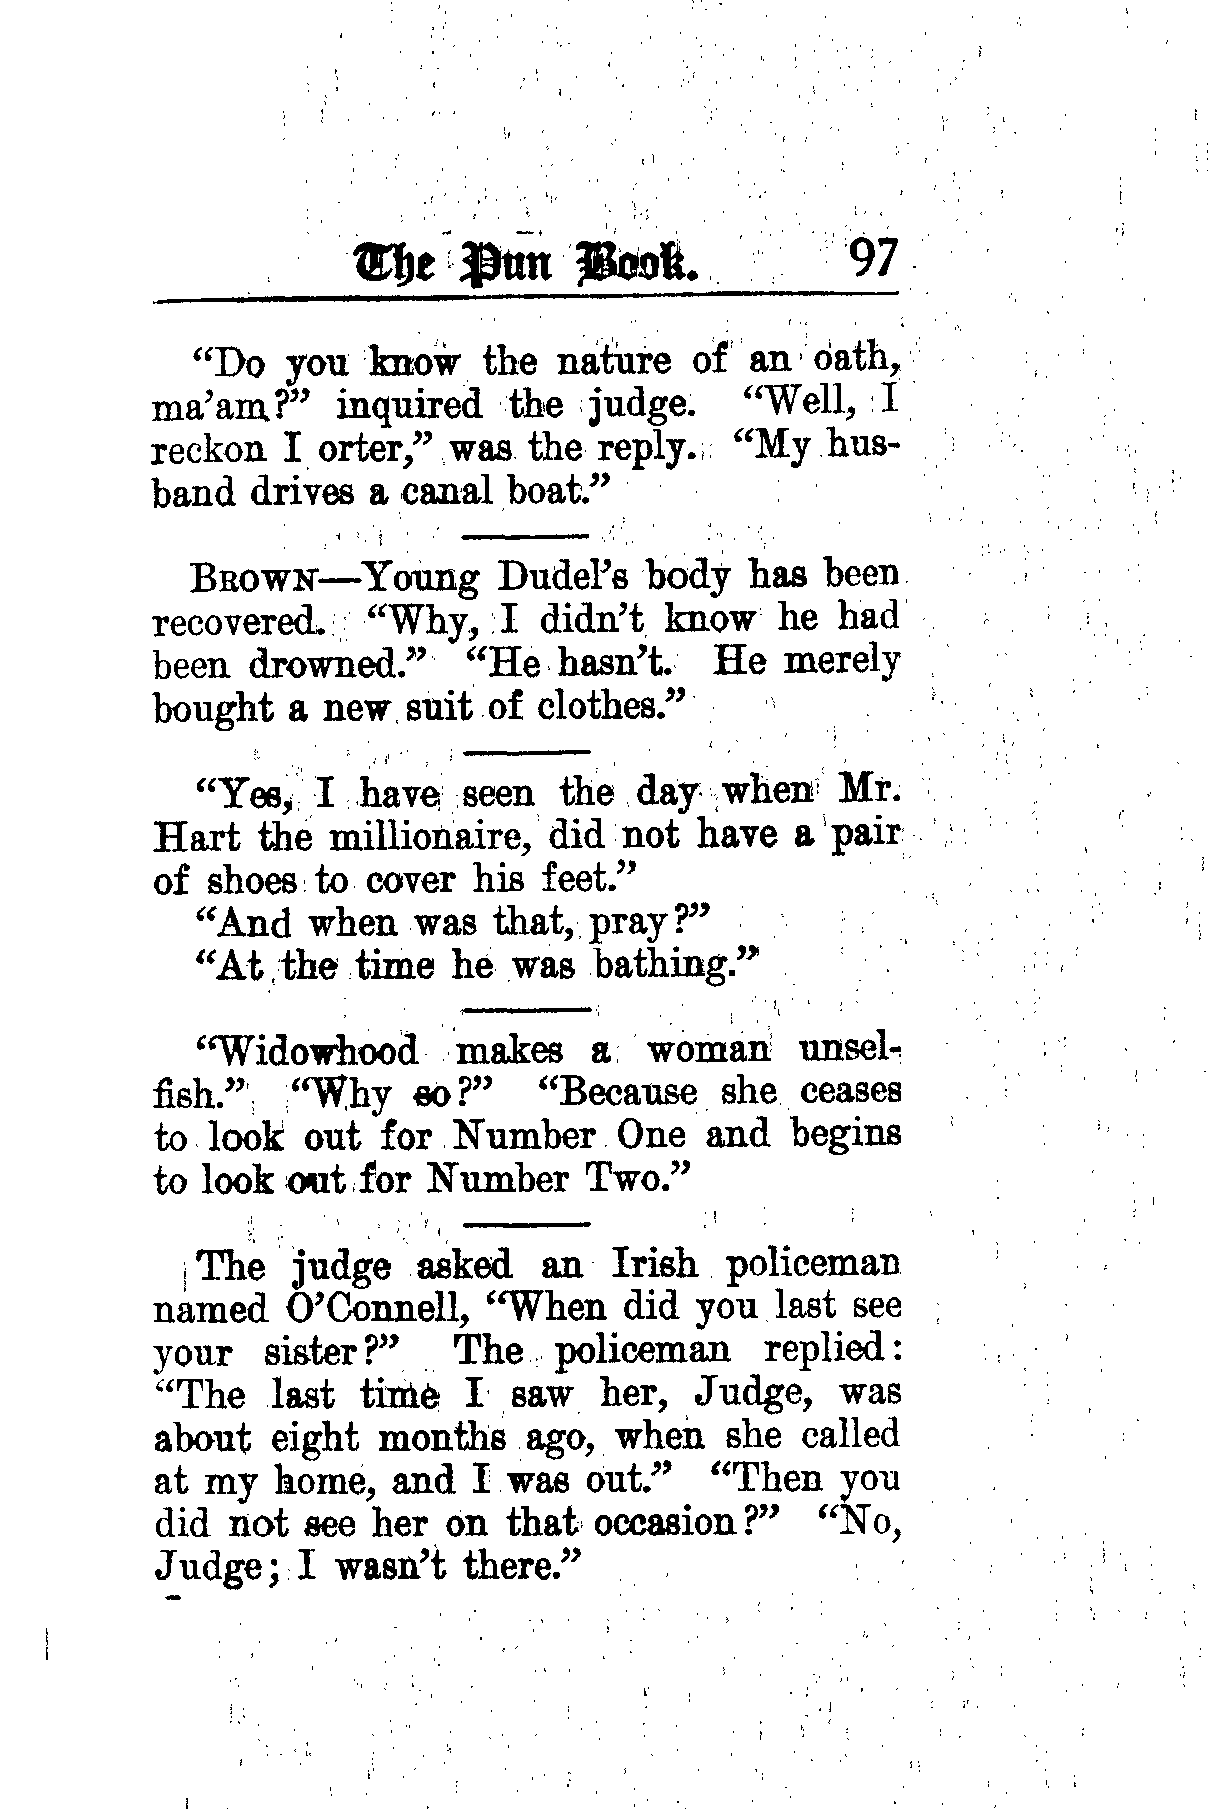 The Pun Book. 97
“Do you know the nature of an oath,
ma’am?” inquired the judge. “Well, I
reckon I orter,” was the reply. “My hus-
band drives a canal boat.”
BROWN—Young Dudel’s body has been
recovered. “Why, I didn’t know he had
been drowned.” “He hasn’t. He merely
bought a new suit of clothes.”
“Yes, I have seen the day when Mr.
Hart the millionaire, did not have a pair
of shoes to cover his feet.”
“And when was that, pray?”
“At the time he was bathing.”
“Widowhood makes a woman unsel-
fish.” “Why so?” “Because she ceases
to look out for Number One and begins
to look out for Number Two.”
The judge asked an Irish policeman
named O’Connell, “When did you last see
your sister?” The policeman replied:
“The last time I saw her, Judge, was
about eight months ago, when she called
at my home, and I was out.” “Then you
did not see her on that occasion?” “No,
Judge; I wasn’t there.”